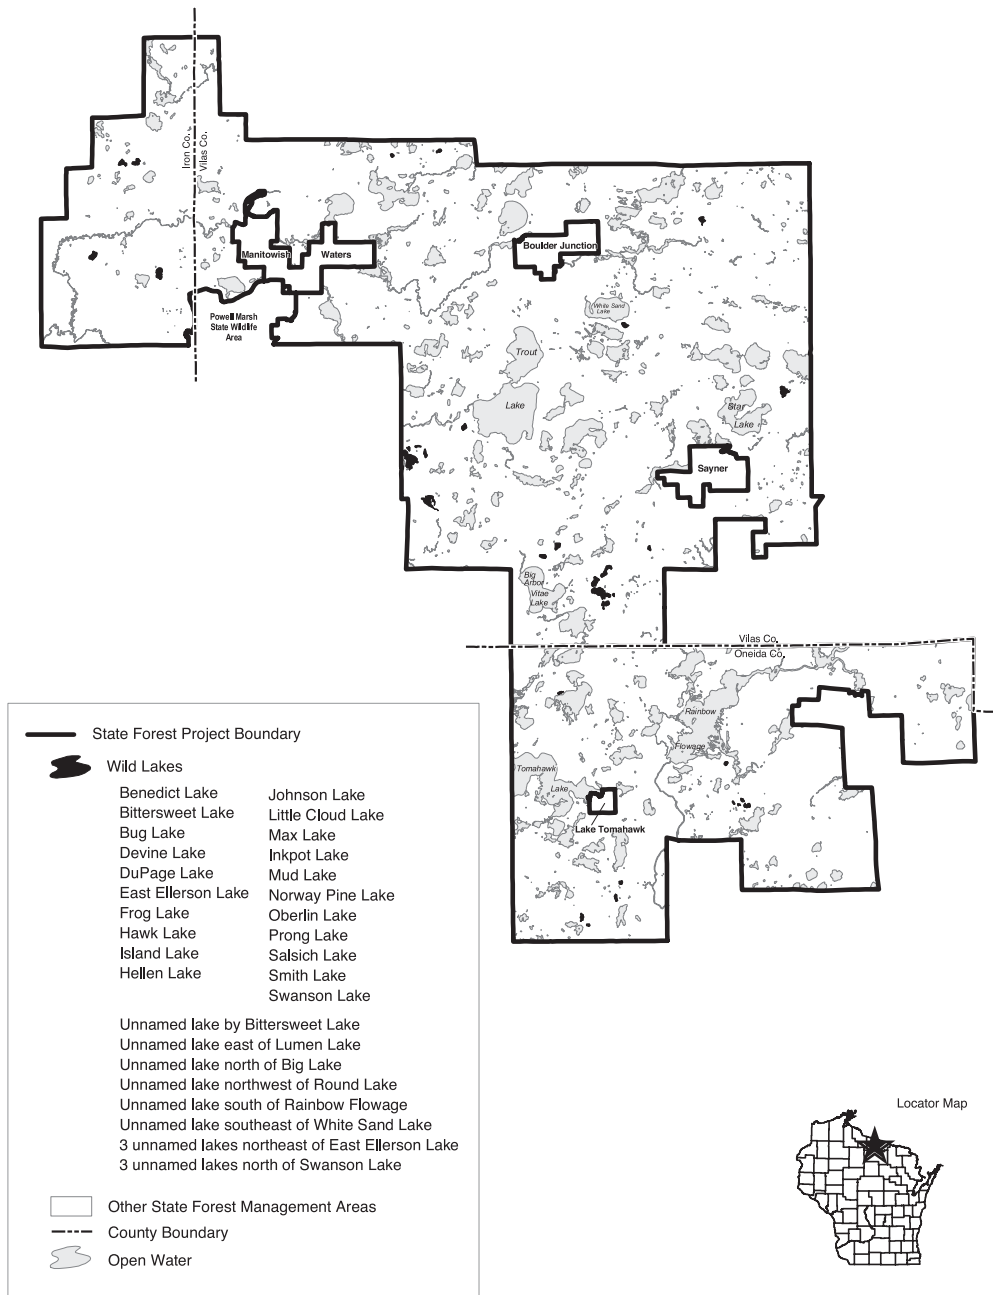 Iron Co.
Vilas Co.
Manitowish
Waters
Boulder Junction
Powell Marsh
State Wildlife
Area
White Sand
Lake
Trout
Lake
Star
Lake
Sayner
Big
Arbor
Vitae
Lake
Vilas Co.
Oneida Co.
Rainbow
Flowage
Tomahawk
Lake
Lake Tomahawk
State Forest Project Boundary
Wild Lakes
Benedict Lake
Bittersweet Lake
Bug Lake
Devine Lake
DuPage Lake
East Ellerson Lake
Frog Lake
Hawk Lake
Island Lake
Hellen Lake
Johnson Lake
Little Cloud Lake
Max Lake
Inkpot Lake
Mud Lake
Norway Pine Lake
Oberlin Lake
Prong Lake
Salsich Lake
Smith Lake
Swanson Lake
Unnamed lake by Bittersweet Lake
Unnamed lake east of Lumen Lake
Unnamed lake north of Big Lake
Unnamed lake northwest of Round Lake
Unnamed lake south of Rainbow Flowage
Unnamed lake southeast of White Sand Lake
3 unnamed lakes northeast of East Ellerson Lake
3 unnamed lakes north of Swanson Lake
Other State Forest Management Areas
County Boundary
Open Water
Locator Map